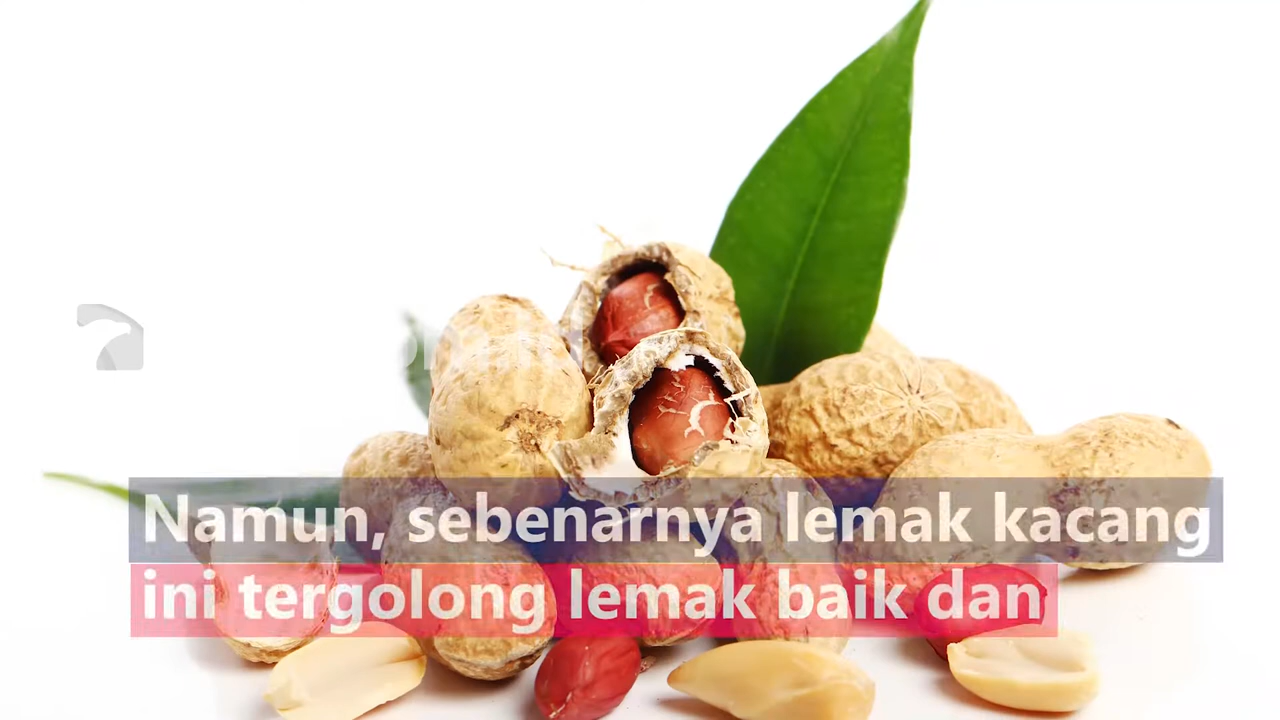 Namun, sebenarnya lemak kacang
ini tergolong lemak baik dan